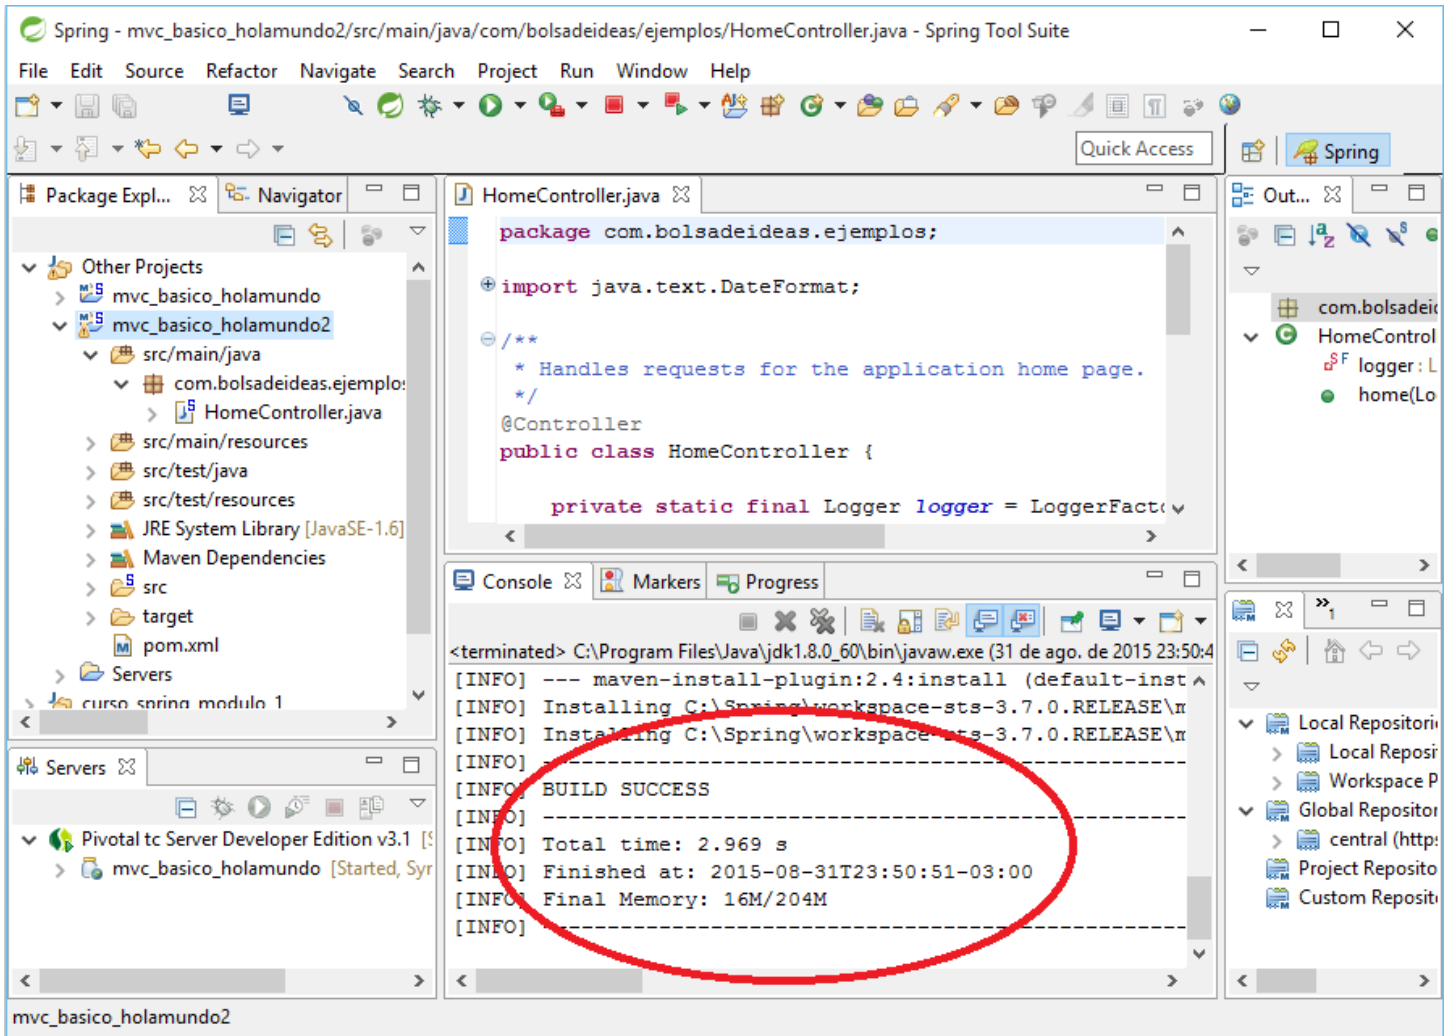 Spring - mvc_basico_holamundo2/src/main/java/com/bolsadeideas/ejemplos/HomeController.java - Spring Tool Suite
File Edit Source Refactor Navigate Search Project Run Window Help
Quick Access
Spring
Package Expl...
Navigator
Other Projects
mvc_basico_holamundo
mvc_basico_holamundo2
src/main/java
com.bolsadeideas.ejemplos
HomeController.java
src/main/resources
src/test/java
src/test/resources
JRE System Library [JavaSE-1.6]
Maven Dependencies
src
target
pom.xml
Servers
curso_spring_modulo_1
Servers
Pivotal tc Server Developer Edition v3.1 [S
mvc_basico_holamundo [Started, Syr
HomeController.java
package com.bolsadeideas.ejemplos;
import java.text.DateFormat;
/**
* Handles requests for the application home page.
*/
@Controller
public class HomeController {
private static final Logger logger = LoggerFacto
Console
Markers
Progress
<terminated> C:\Program Files\Java\jdk1.8.0_60\bin\javaw.exe (31 de ago. de 2015 23:50:4
[INFO] --- maven-install-plugin:2.4:install (default-inst
[INFO] Installing C:\Spring\workspace-sts-3.7.0.RELEASE\m
[INFO] Installing C:\Spring\workspace-sts-3.7.0.RELEASE\m
[INFO] --------------------------------------------------
[INFO] BUILD SUCCESS
[INFO] --------------------------------------------------
[INFO] Total time: 2.969 s
[INFO] Finished at: 2015-08-31T23:50:51-03:00
[INFO] Final Memory: 16M/204M
[INFO] --------------------------------------------------
Out...
com.bolsadeid
HomeControl
logger : L
home(Lo
»1
Local Repositori
Local Reposit
Workspace P
Global Repositor
central (http:
Project Reposito
Custom Reposit
mvc_basico_holamundo2